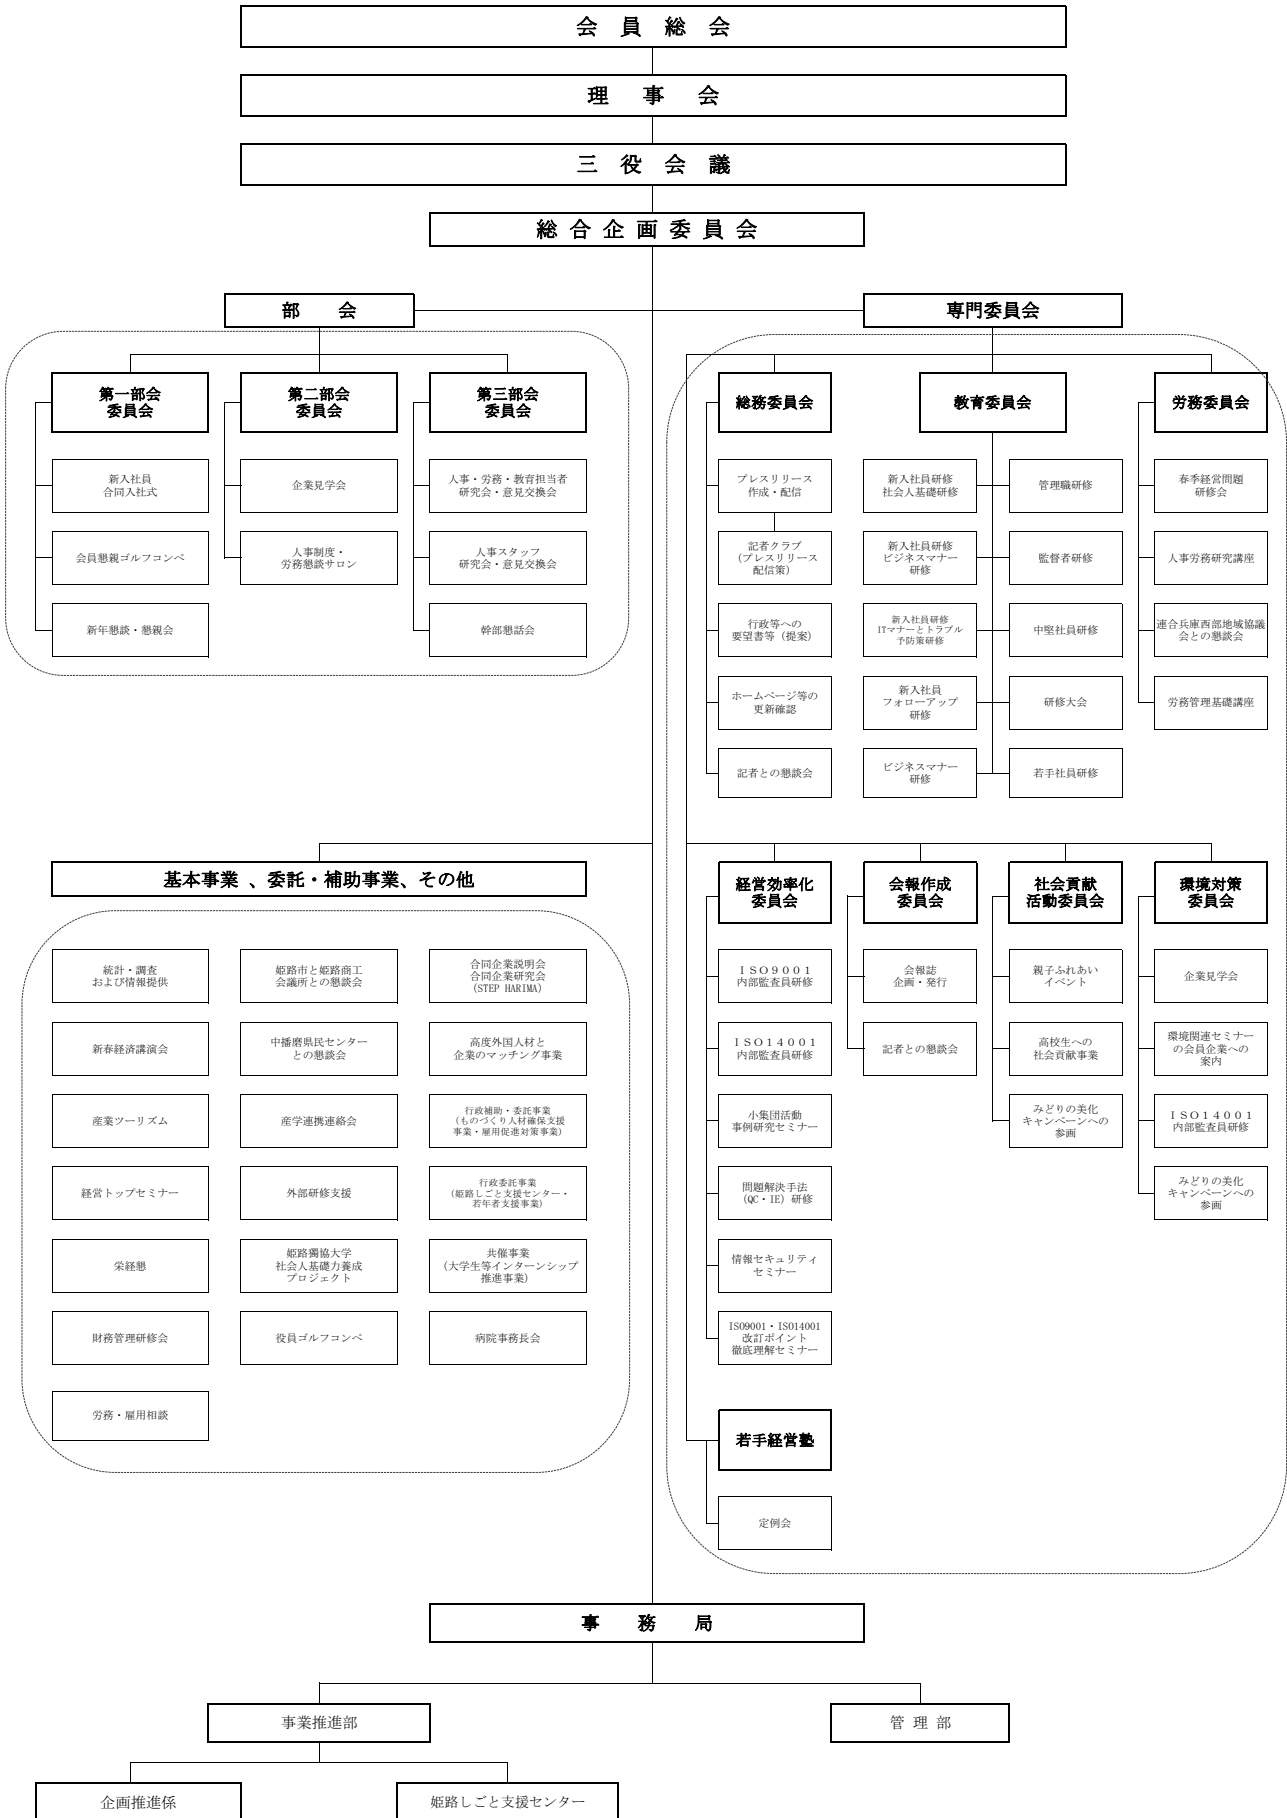 会員総会
理事会
三役会議
総合企画委員会
部会
専門委員会
第一部会
委員会
新入社員
合同入社式
会員懇親ゴルフコンペ
新年懇談・懇親会
第二部会
委員会
企業見学会
人事制度・
労務懇談サロン
第三部会
委員会
人事・労務・教育担当者
研究会・意見交換会
人事スタッフ
研究会・意見交換会
幹部懇話会
総務委員会
プレスリリース
作成・配信
記者クラブ
(プレスリリース
配信策)
行政等への
要望書等（提案）
ホームページ等の
更新確認
記者との懇談会
教育委員会
新入社員研修
社会人基礎研修
新入社員研修
ビジネスマナー
研修
新入社員研修
ITマナーとトラブル
予防策研修
新入社員
フォローアップ
研修
ビジネスマナー
研修
管理職研修
監督者研修
中堅社員研修
研修大会
若手社員研修
労務委員会
春季経営問題
研修会
人事労務研究講座
連合兵庫西部地域協議
会との懇談会
労務管理基礎講座
基本事業 、委託・補助事業、その他
統計・調査
および情報提供
新春経済講演会
産業ツーリズム
経営トップセミナー
栄経懇
財務管理研修会
労務・雇用相談
姫路市と姫路商工
会議所との懇談会
中播磨県民センター
との懇談会
産学連携連絡会
外部研修支援
姫路獨協大学
社会人基礎力養成
プロジェクト
役員ゴルフコンペ
合同企業説明会
合同企業研究会
(STEP HARIMA)
高度外国人材と
企業のマッチング事業
行政補助・委託事業
(ものづくり人材確保支援
事業・雇用促進対策事業)
行政委託事業
(姫路しごと支援センター・
若年者支援事業)
共催事業
(大学生等インターンシップ
推進事業)
病院事務長会
経営効率化
委員会
ＩＳＯ９００１
内部監査員研修
ＩＳＯ１４００１
内部監査員研修
小集団活動
事例研究セミナー
問題解決手法
（QC・IE）研修
情報セキュリティ
セミナー
ISO9001・ISO14001
改訂ポイント
徹底理解セミナー
会報作成
委員会
会報誌
企画・発行
記者との懇談会
社会貢献
活動委員会
親子ふれあい
イベント
高校生への
社会貢献事業
みどりの美化
キャンペーンへの
参画
環境対策
委員会
企業見学会
環境関連セミナー
の会員企業への
案内
ＩＳＯ１４００１
内部監査員研修
みどりの美化
キャンペーンへの
参画
若手経営塾
定例会
事務局
事業推進部
管理部
企画推進係
姫路しごと支援センター